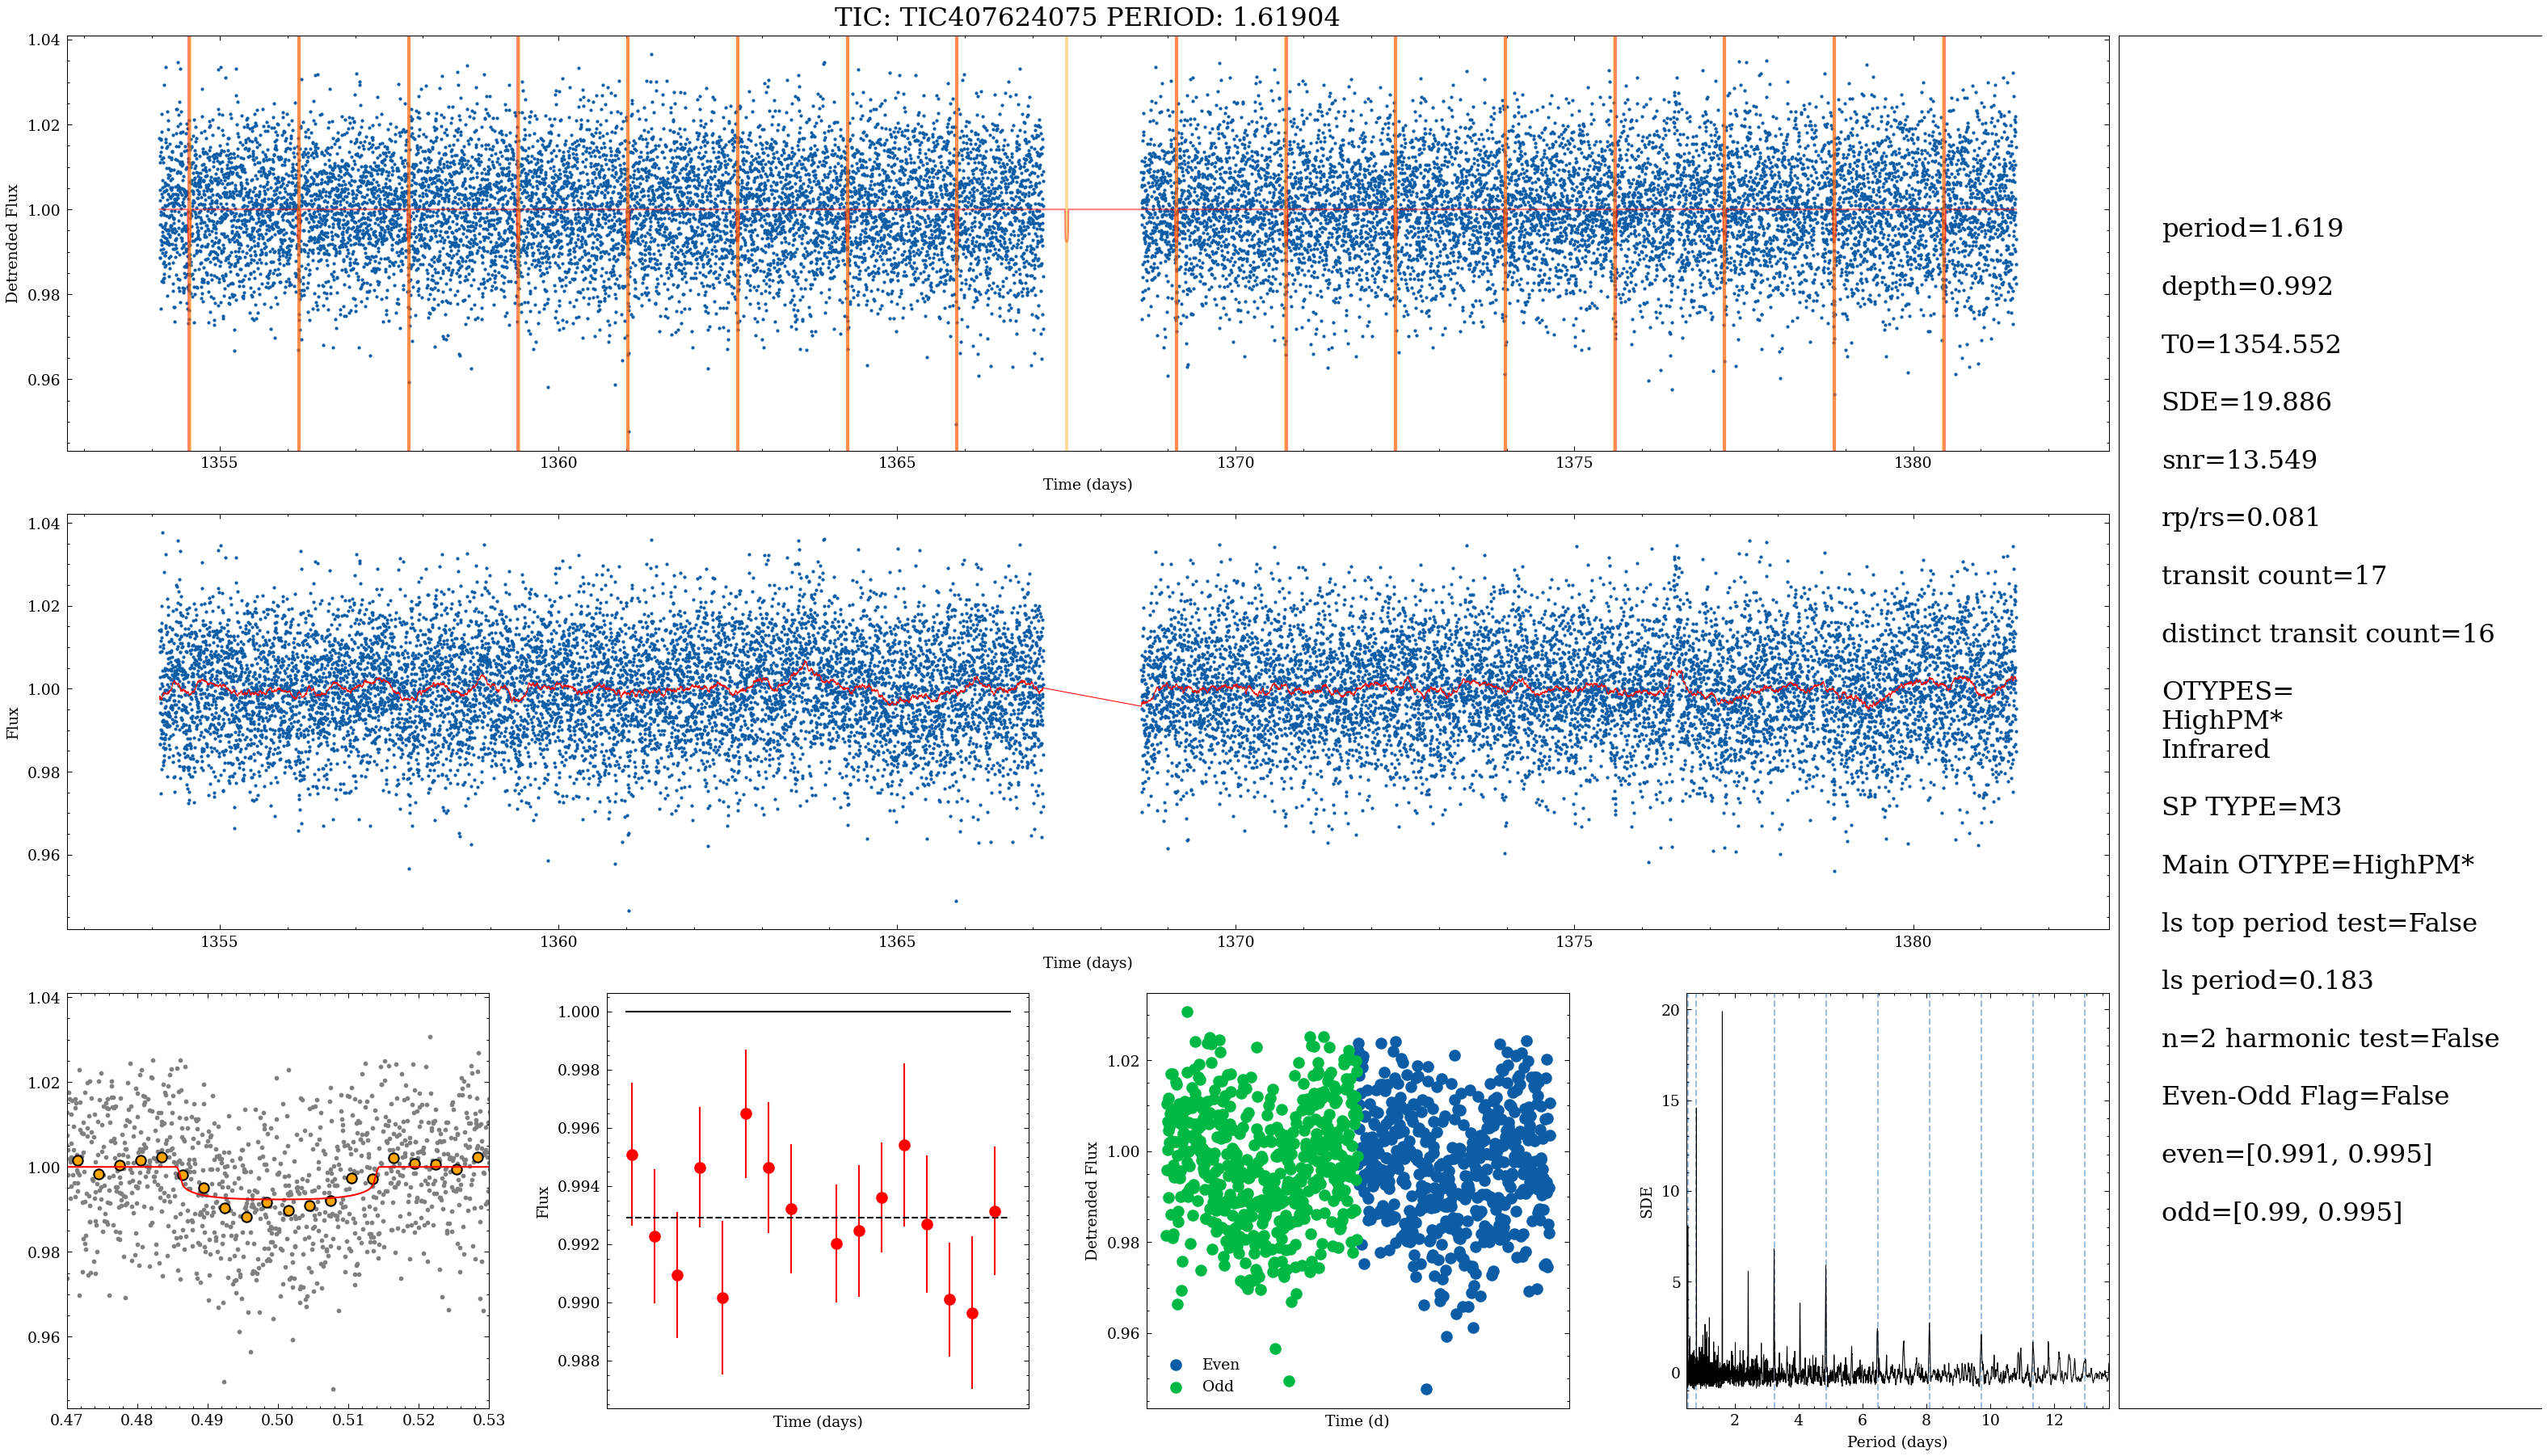 TIC: TIC407624075 PERIOD: 1.61904
1.04
1.02
1.00
0.98
0.96
Detrended Flux
1355
1360
1365
1370
1375
1380
Time (days)
1.04
1.02
1.00
0.98
0.96
Flux
1355
1360
1365
1370
1375
1380
Time (days)
1.04
1.02
1.00
0.98
0.96
0.47
0.48
0.49
0.50
0.51
0.52
0.53
1.000
0.998
0.996
0.994
0.992
0.990
0.988
Flux
Time (days)
1.02
1.00
0.98
0.96
Detrended Flux
Even
Odd
Time (d)
20
15
10
5
0
SDE
2
4
6
8
10
12
Period (days)
period=1.619
depth=0.992
T0=1354.552
SDE=19.886
snr=13.549
rp/rs=0.081
transit count=17
distinct transit count=16
OTYPES=
HighPM*
Infrared
SP TYPE=M3
Main OTYPE=HighPM*
ls top period test=False
ls period=0.183
n=2 harmonic test=False
Even-Odd Flag=False
even=[0.991, 0.995]
odd=[0.99, 0.995]